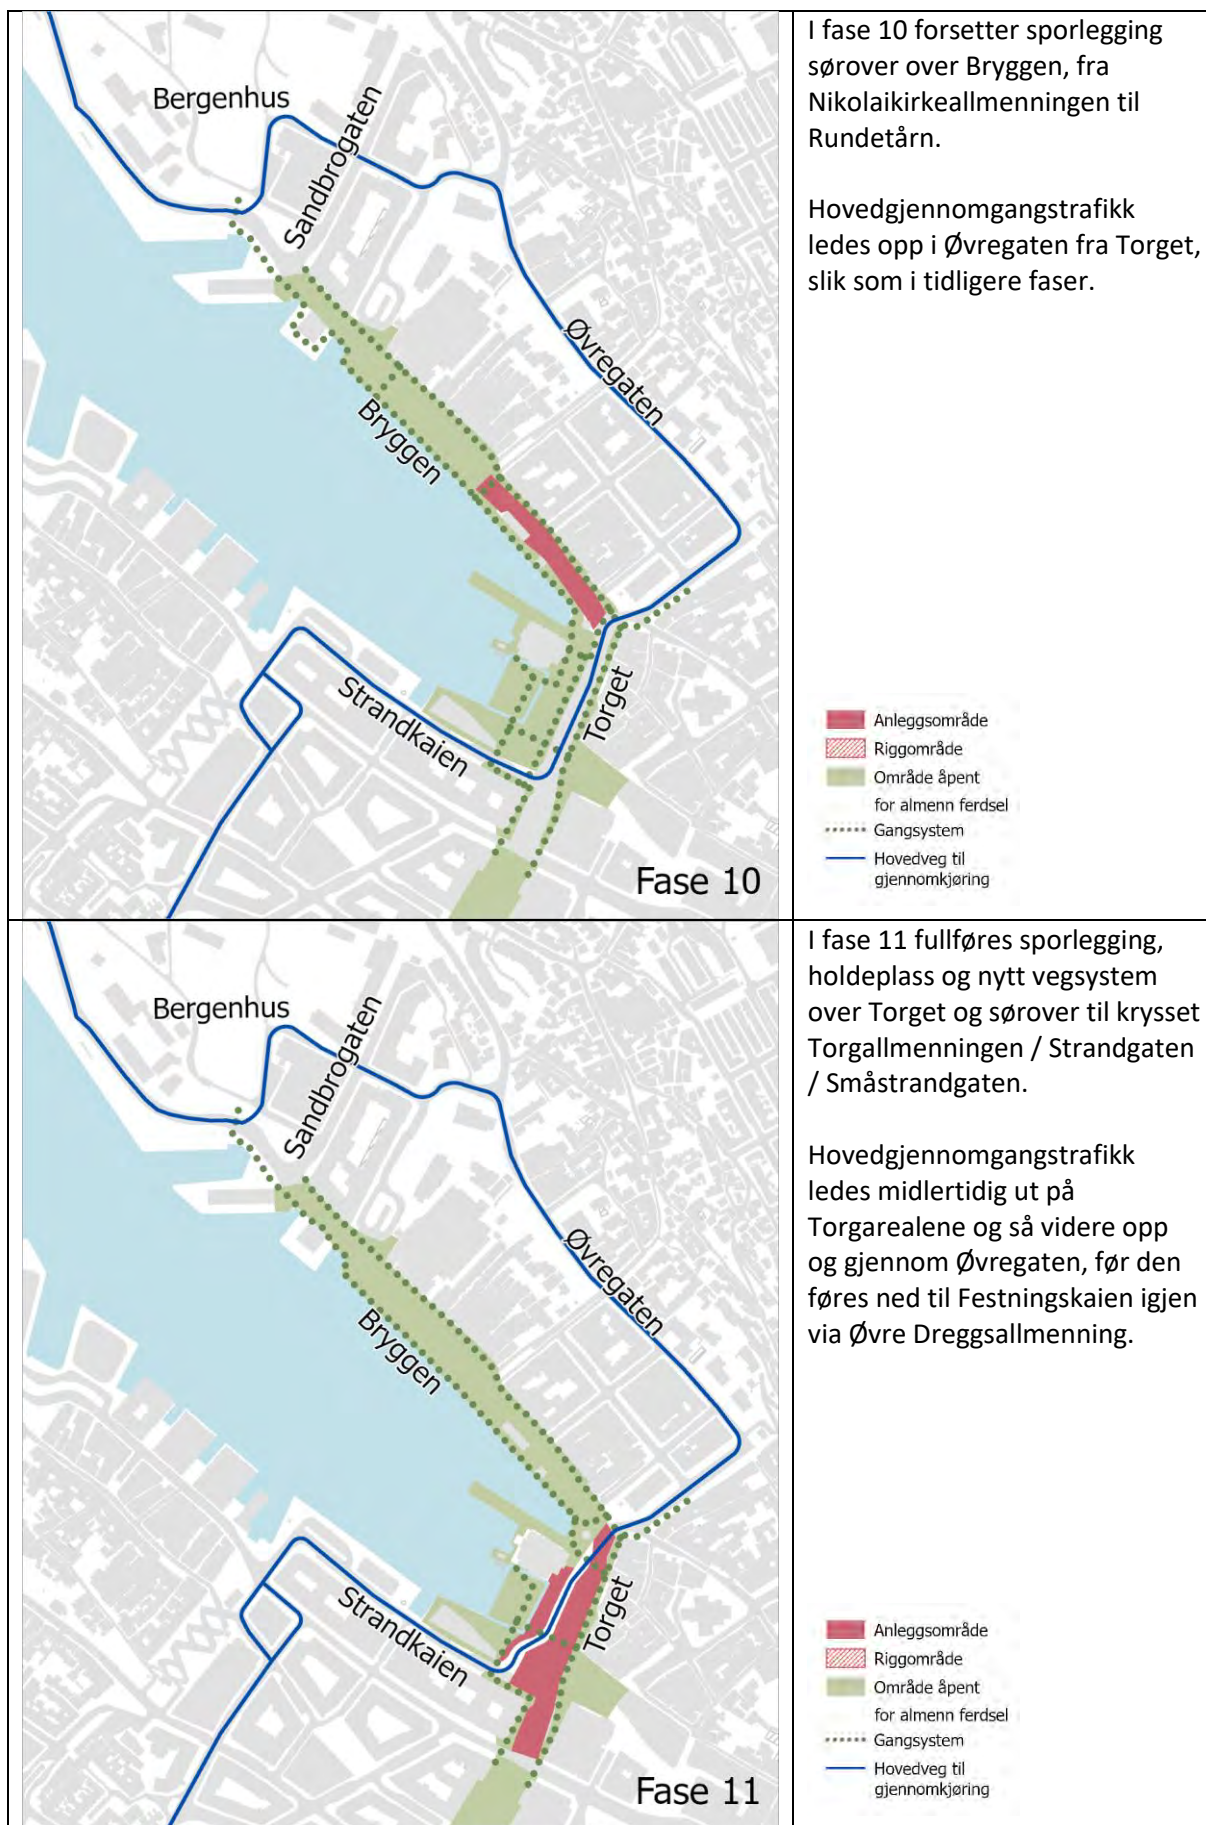 Bergenhus
Sandbrogaten
Øvregaten
Bryggen
Torget
Strandkaien
Fase 10
I fase 10 forsetter sporlegging
sørover over Bryggen, fra
Nikolaikirkeallmenningen til
Rundetårn.
Hovedgjennomgangstrafikk
ledes opp i Øvregaten fra Torget,
slik som i tidligere faser.
Anleggsområde
Riggområde
Område åpent
for almenn ferdsel
Gangsystem
Hovedveg til
gjennomkjøring
Bergenhus
Sandbrogaten
Øvregaten
Bryggen
Torget
Strandkaien
Fase 11
I fase 11 fullføres sporlegging,
holdeplass og nytt vegsystem
over Torget og sørover til krysset
Torgallmenningen / Strandgaten
/ Småstrandgaten.
Hovedgjennomgangstrafikk
ledes midlertidig ut på
Torgarealene og så videre opp
og gjennom Øvregaten, før den
føres ned til Festningskaien igjen
via Øvre Dreggsallmenning.
Anleggsområde
Riggområde
Område åpent
for almenn ferdsel
Gangsystem
Hovedveg til
gjennomkjøring